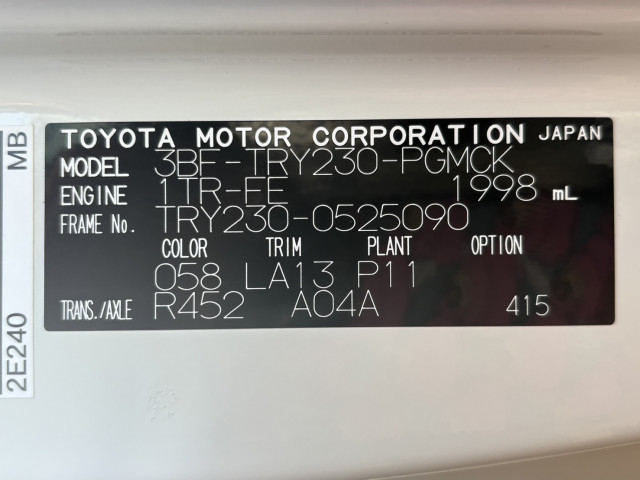 TOYOTA MOTOR CORPORATION JAPAN
MODEL 3BF-TRY230-PGMCK
ENGINE 1TR-FE 1998 mL
FRAME No. TRY230-0525090
COLOR TRIM PLANT OPTION
058 LA13 P11
TRANS./AXLE R452 A04A 415
2E240 MB